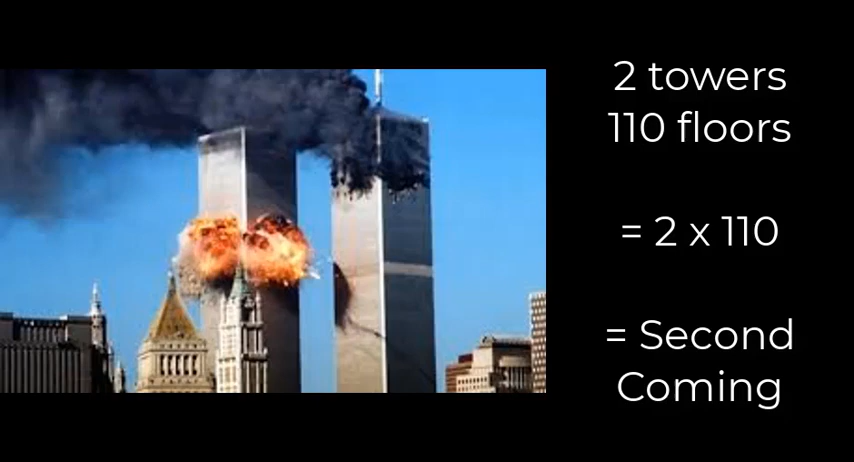 2 towers
110 floors
= 2 x 110
= Second
Coming